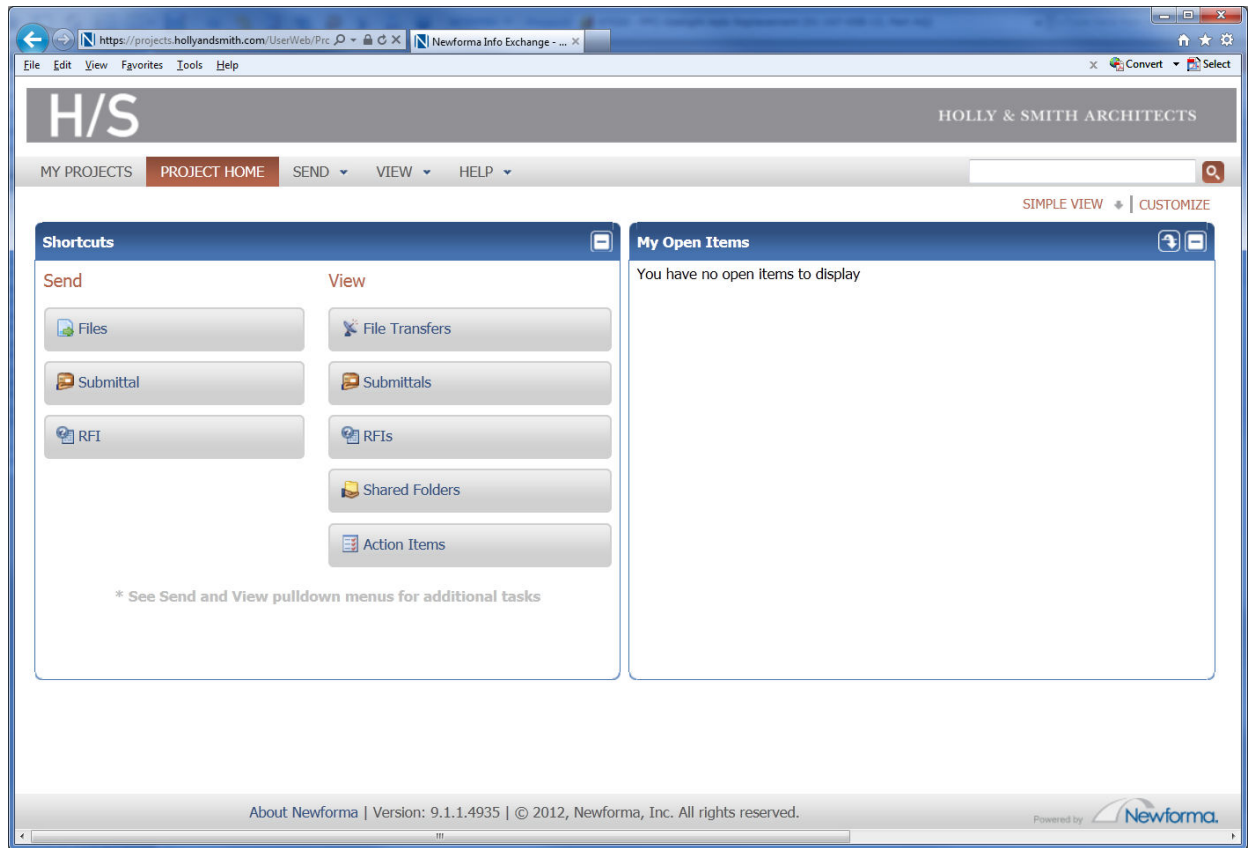 https://projects.hollyandsmith.com/UserWeb/Prc
Newforma Info Exchange - ...
File Edit View Favorites Tools Help
Convert Select
H/S
HOLLY & SMITH ARCHITECTS
MY PROJECTS PROJECT HOME SEND VIEW HELP
SIMPLE VIEW | CUSTOMIZE
Shortcuts
My Open Items
Send View
You have no open items to display
Files File Transfers
Submittal Submittals
RFI RFIs
Shared Folders
Action Items
* See Send and View pulldown menus for additional tasks
About Newforma | Version: 9.1.1.4935 | © 2012, Newforma, Inc. All rights reserved.
Powered by Newforma.